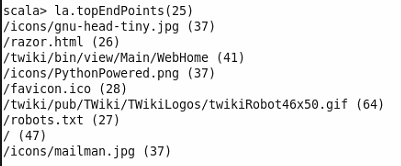 scala> la.topEndPoints(25)
/icons/gnu-head-tiny.jpg (37)
/razor.html (26)
/twiki/bin/view/Main/WebHome (41)
/icons/PythonPowered.png (37)
/favicon.ico (28)
/twiki/pub/TWiki/TWikiLogos/twikiRobot46x50.gif (64)
/robots.txt (27)
/ (47)
/icons/mailman.jpg (37)